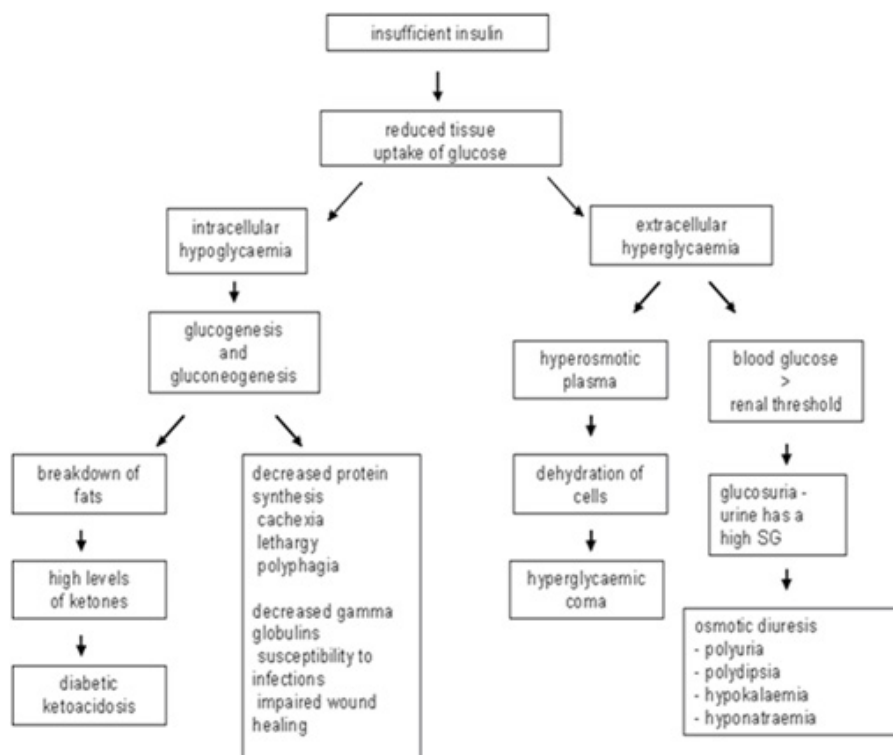 insufficient insulin
reduced tissue
uptake of glucose
intracellular
hypoglycaemia
extracellular
hyperglycaemia
glucogenesis
and
gluconeogenesis
hyperosmotic
plasma
blood glucose
>
renal threshold
breakdown of
fats
decreased protein
synthesis
cachexia
lethargy
polyphagia
decreased gamma
globulins
susceptibility to
infections
impaired wound
healing
dehydration of
cells
glucosuria -
urine has a
high SG
high levels
of ketones
hyperglycaemic
coma
diabetic
ketoacidosis
osmotic diuresis
- polyuria
- polydipsia
- hypokalaemia
- hyponatraemia